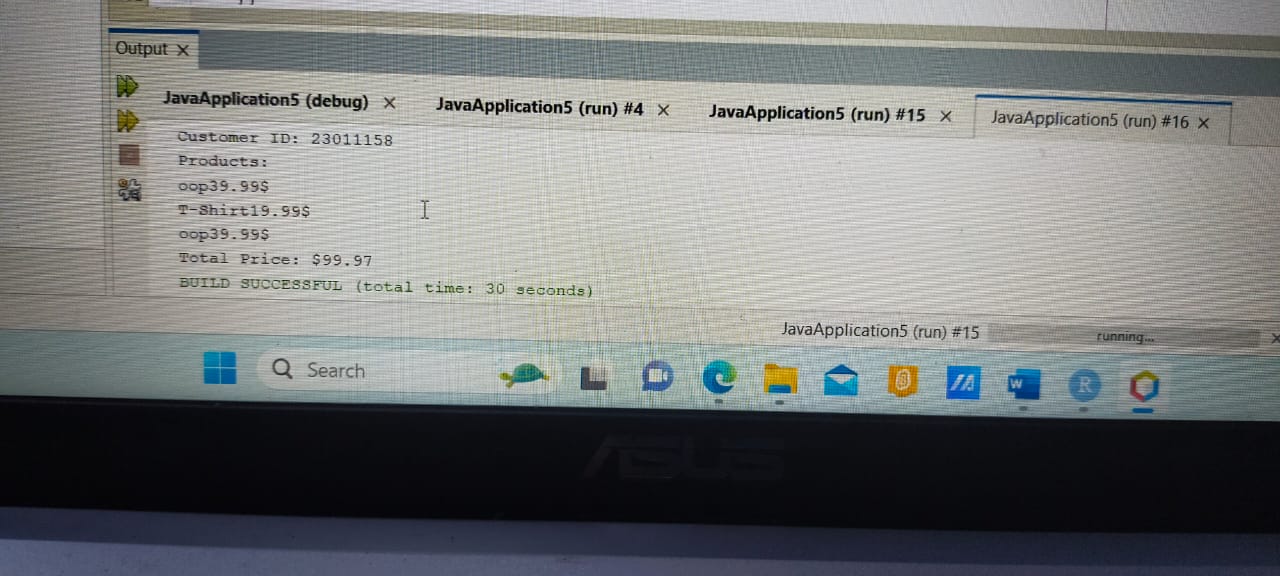 Output ×
JavaApplication5 (debug) ×
JavaApplication5 (run) #4 ×
JavaApplication5 (run) #15 ×
JavaApplication5 (run) #16 ×
Customer ID: 23011158
Products:
oop39.99$
T-Shirt19.99$
oop39.99$
Total Price: $99.97
BUILD SUCCESSFUL (total time: 30 seconds)
JavaApplication5 (run) #15
running...
Search
W
R
ASUS